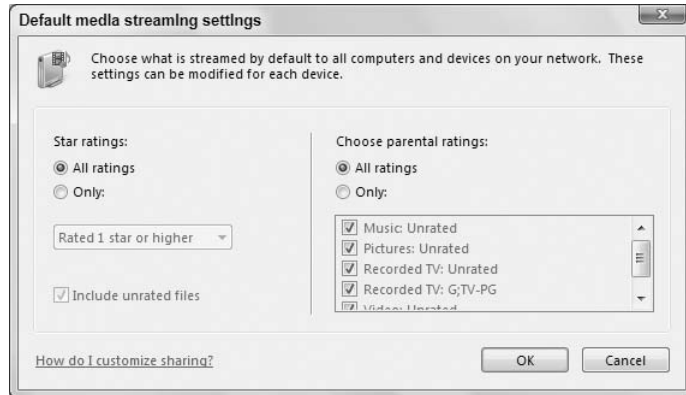 Default media streaming settings
Choose what is streamed by default to all computers and devices on your network. These
settings can be modified for each device.
Star ratings:
All ratings
Only:
Rated 1 star or higher
Include unrated files
Choose parental ratings:
All ratings
Only:
Music: Unrated
Pictures: Unrated
Recorded TV: Unrated
Recorded TV: G;TV-PG
Video: Unrated
How do I customize sharing?
OK
Cancel